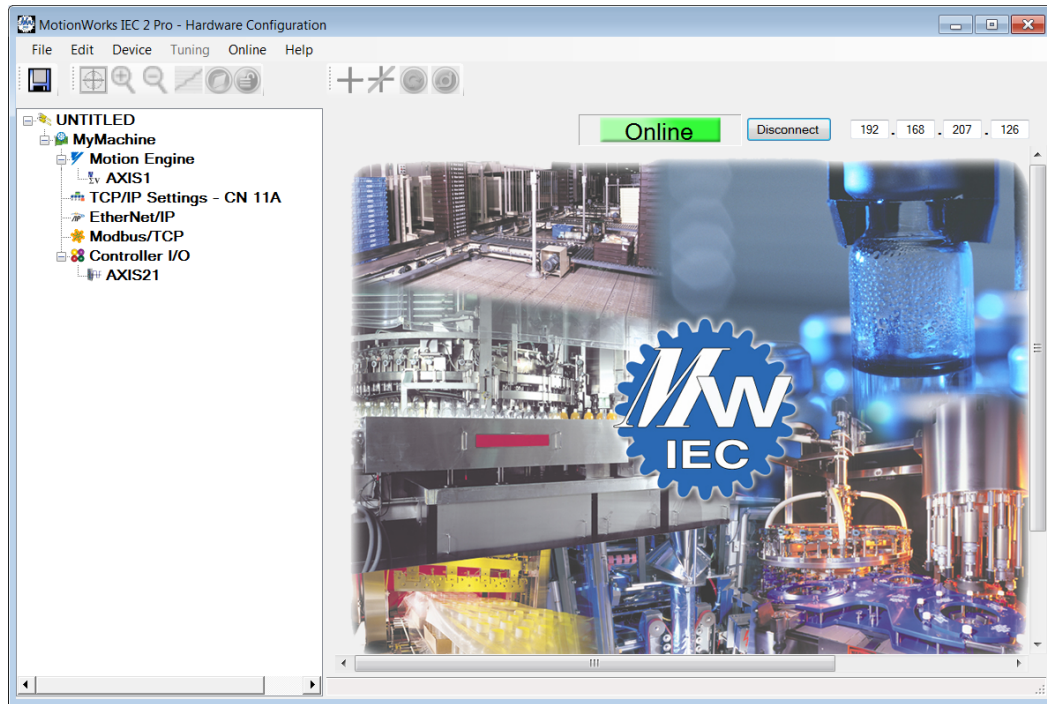 MotionWorks IEC 2 Pro - Hardware Configuration
File Edit Device Tuning Online Help
UNTITLED
MyMachine
Motion Engine
AXIS1
TCP/IP Settings - CN 11A
EtherNet/IP
Modbus/TCP
Controller I/O
AXIS21
Online Disconnect 192 . 168 . 207 . 126
MW
IEC